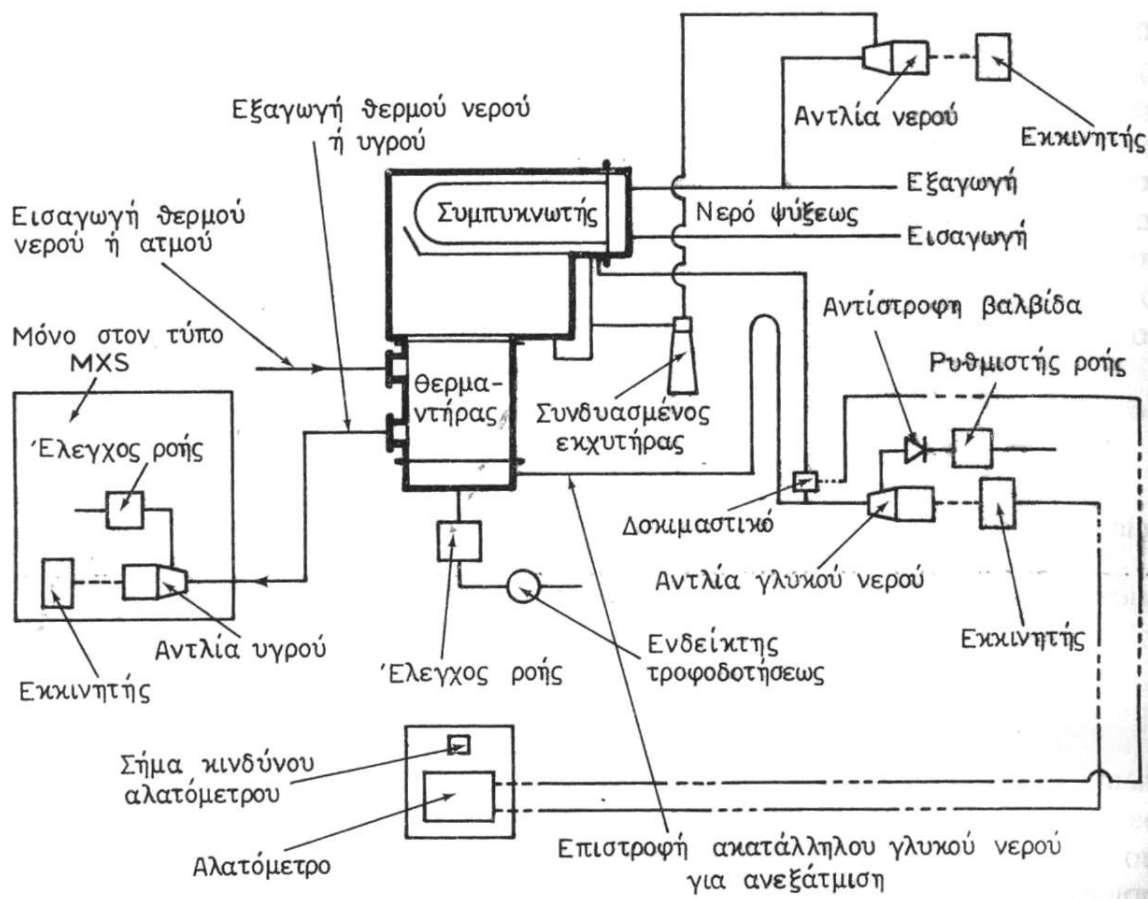 Αντλία νερού
Εκκινητής
Εξαγωγή θερμού νερού
ή υγρού
Εισαγωγή θερμού
νερού ή ατμού
Συμπυκνωτής
Νερό ψύξεως
Εξαγωγή
Εισαγωγή
Μόνο στον τύπο
MXS
Έλεγχος ροής
Θερμα-
ντήρας
Συνδυασμένος
εκχυτήρας
Αντίστροφη βαλβίδα
Ρυθμιστής ροής
Δοκιμαστικό
Αντλία γλυκού νερού
Εκκινητής
Αντλία υγρού
Εκκινητής
Έλεγχος ροής
Ενδείκτης
τροφοδοτήσεως
Σήμα κινδύνου
αλατόμετρου
Αλατόμετρο
Επιστροφή ακατάλληλου γλυκού νερού
για ανεξάτμιση